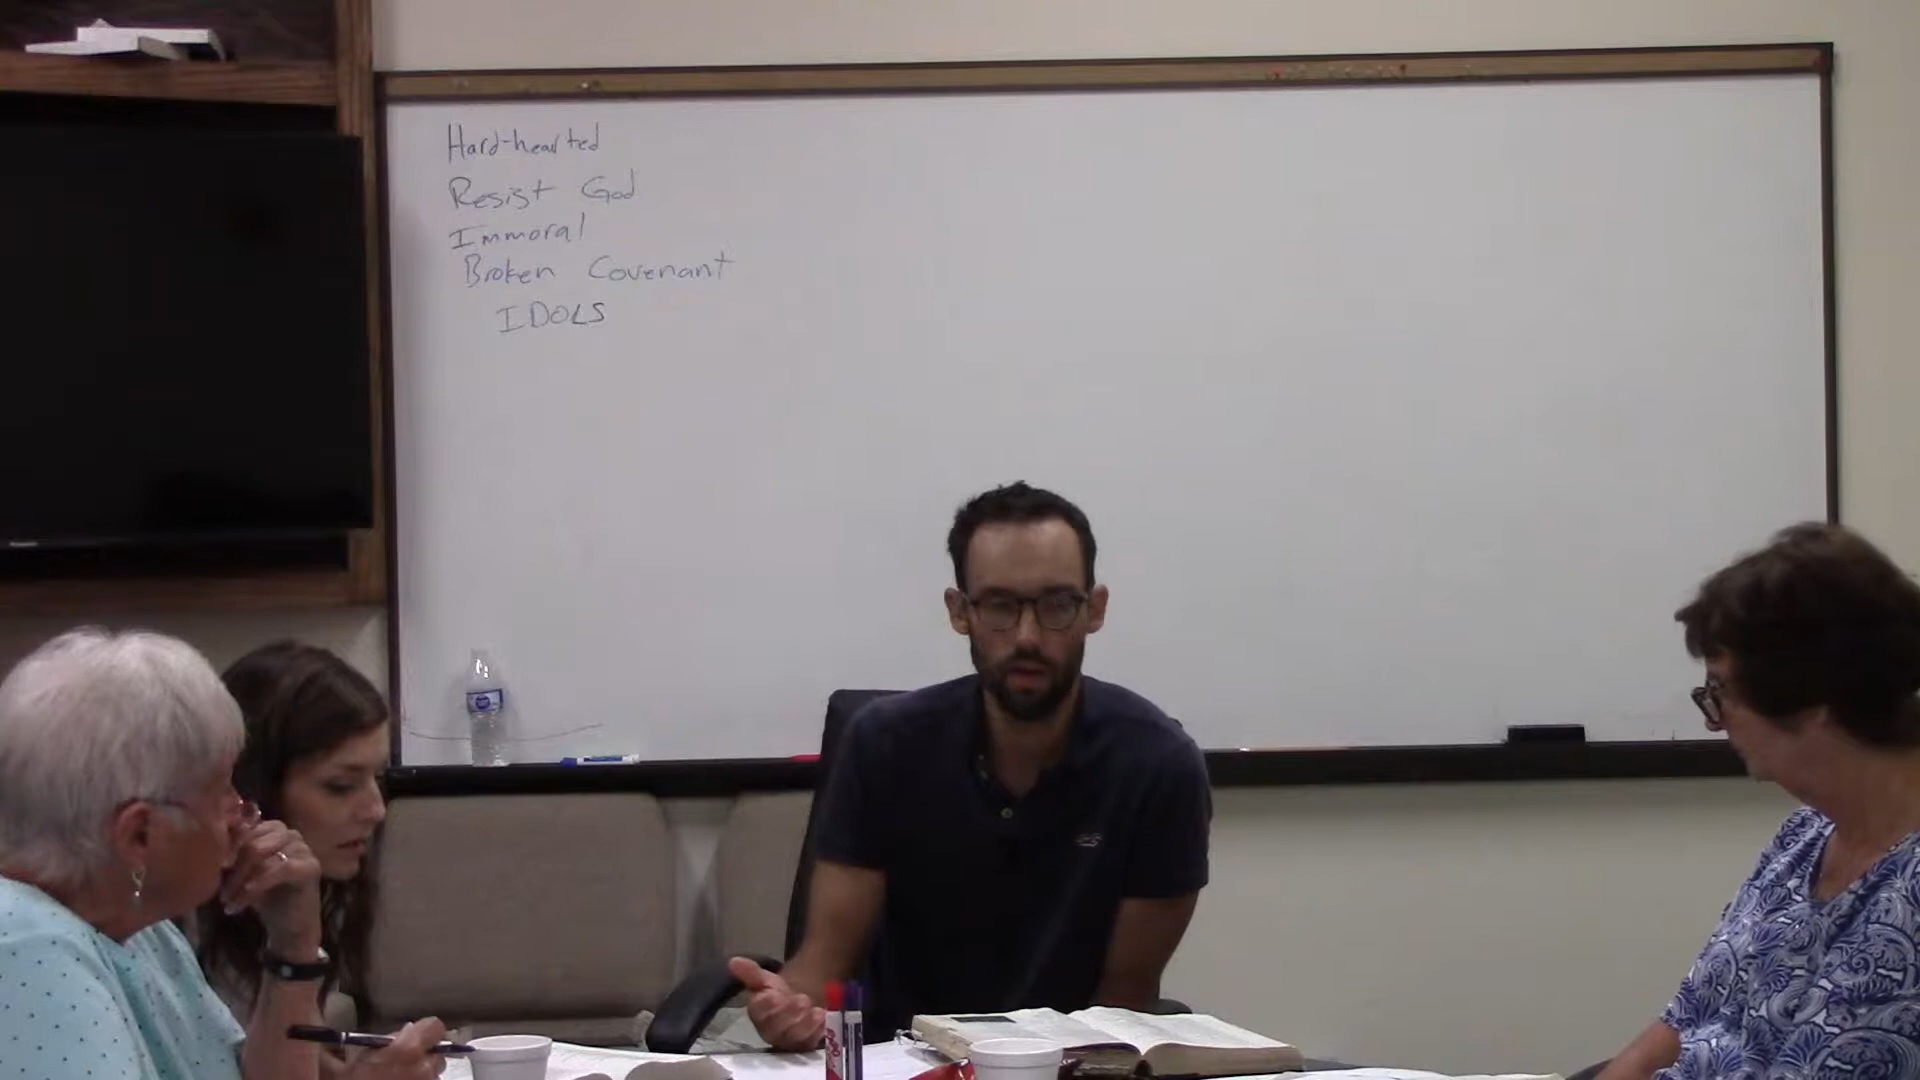 Hard-hearted
Resist God
Immoral
Broken Covenant
IDOLS